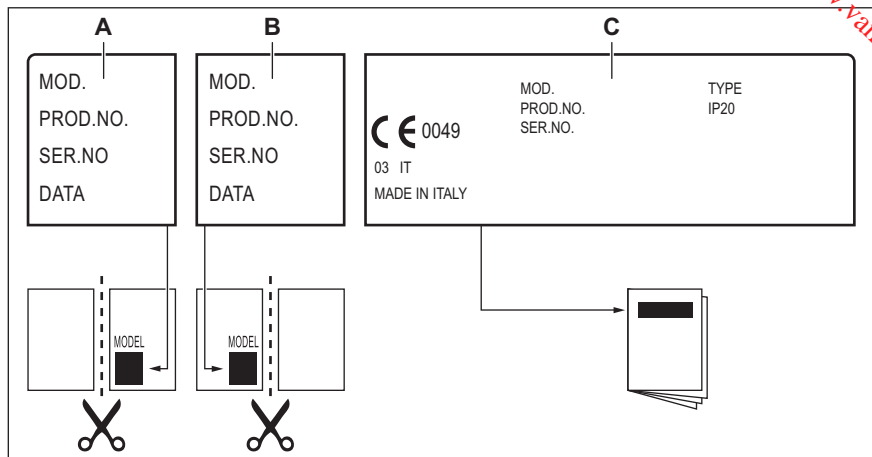 A
B
C
MOD.
PROD.NO.
SER.NO
DATA
MOD.
PROD.NO.
SER.NO
DATA
CE 0049
03 IT
MADE IN ITALY
MOD.
PROD.NO.
SER.NO.
TYPE
IP20
MODEL
MODEL